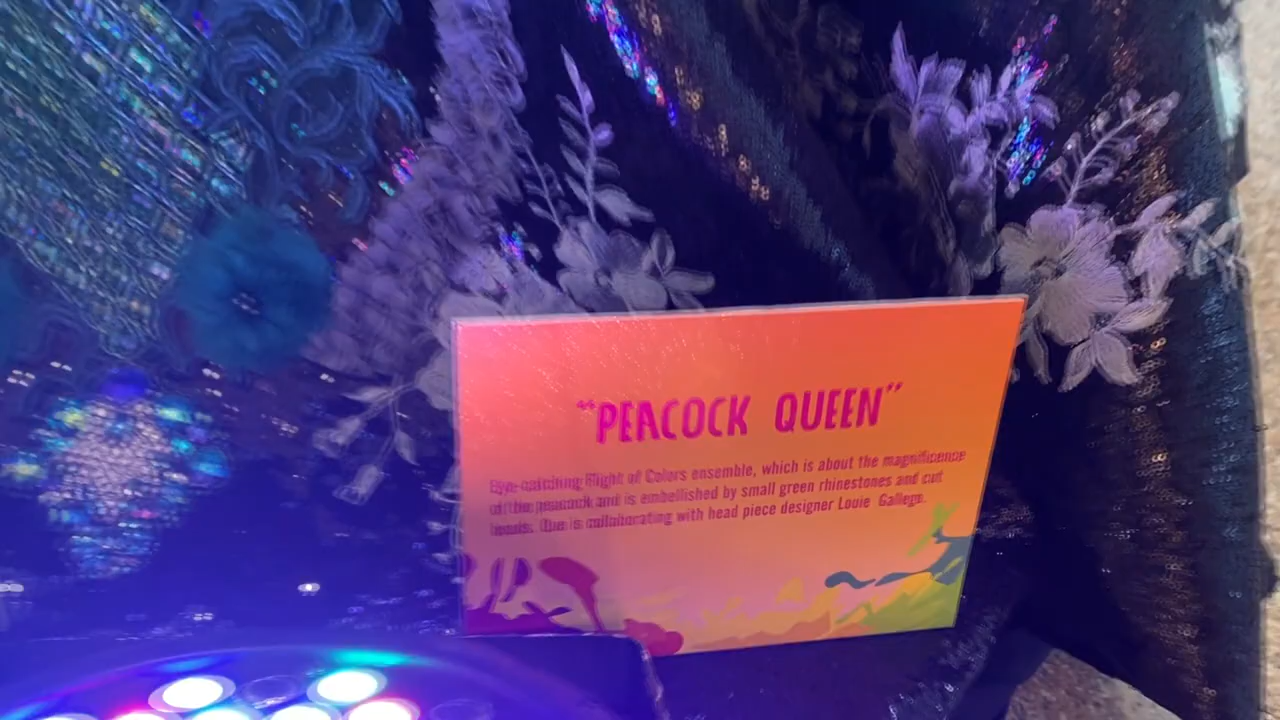 “PEACOCK QUEEN”
Eye-catching Flight of Colors ensemble, which is about the magnificence
of the peacock and is embellished by small green rhinestones and cut
beads. is collaborating with head piece designer Louie Gallego.